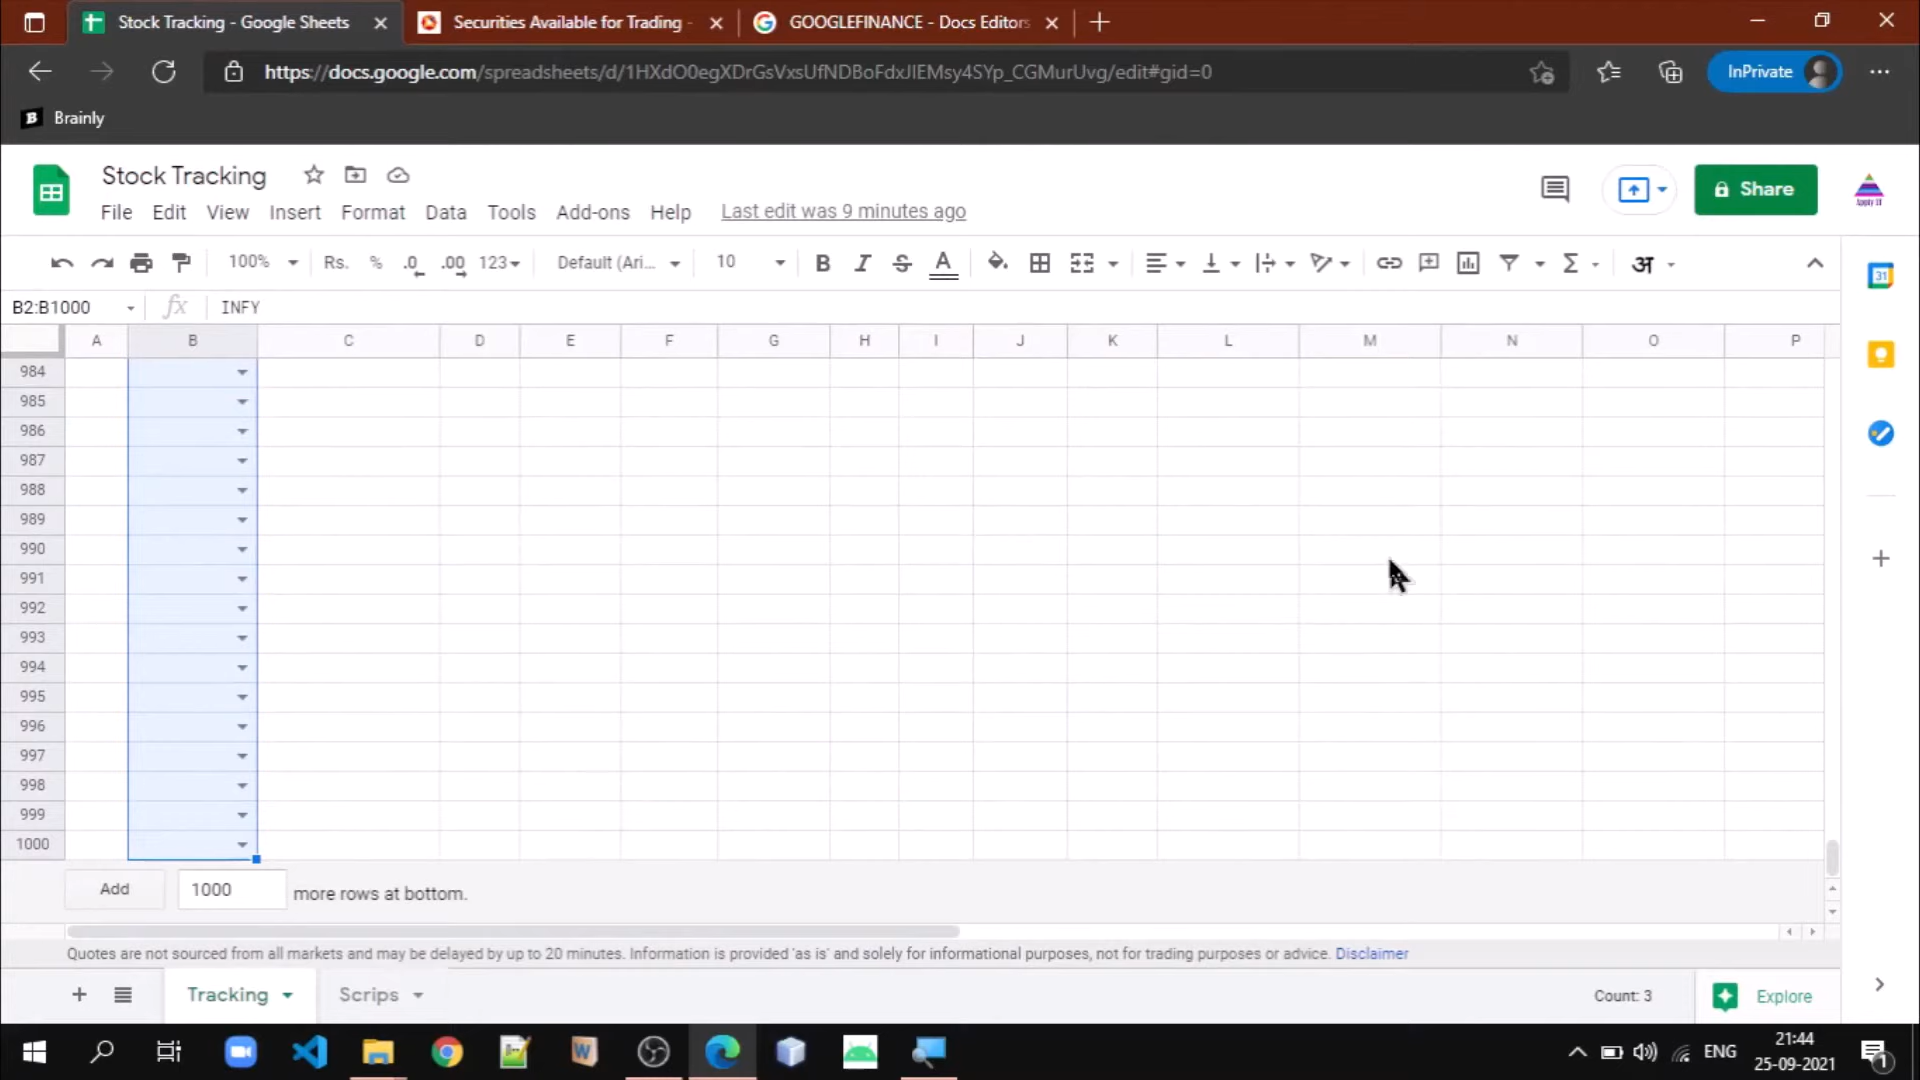 Stock Tracking - Google Sheets
Securities Available for Trading -
GOOGLEFINANCE - Docs Editors
https://docs.google.com/spreadsheets/d/1HXdO0egXDrGsVxsUfNDBoFdxJlEMsy4SYp_CGMurUvg/edit#gid=0
InPrivate
Brainly
Stock Tracking
File Edit View Insert Format Data Tools Add-ons Help Last edit was 9 minutes ago
Share
Apply IT
100% Rs. % .0 .00 123 Default (Ari... 10 B I S A Σ अ
31
B2:B1000 fx INFY
A B C D E F G H I J K L M N O P
984
985
986
987
988
989
990
991
992
993
994
995
996
997
998
999
1000
Add 1000 more rows at bottom.
Quotes are not sourced from all markets and may be delayed by up to 20 minutes. Information is provided 'as is' and solely for informational purposes, not for trading purposes or advice. Disclaimer
Tracking Scrips Count: 3 Explore
ENG 21:44
25-09-2021
1